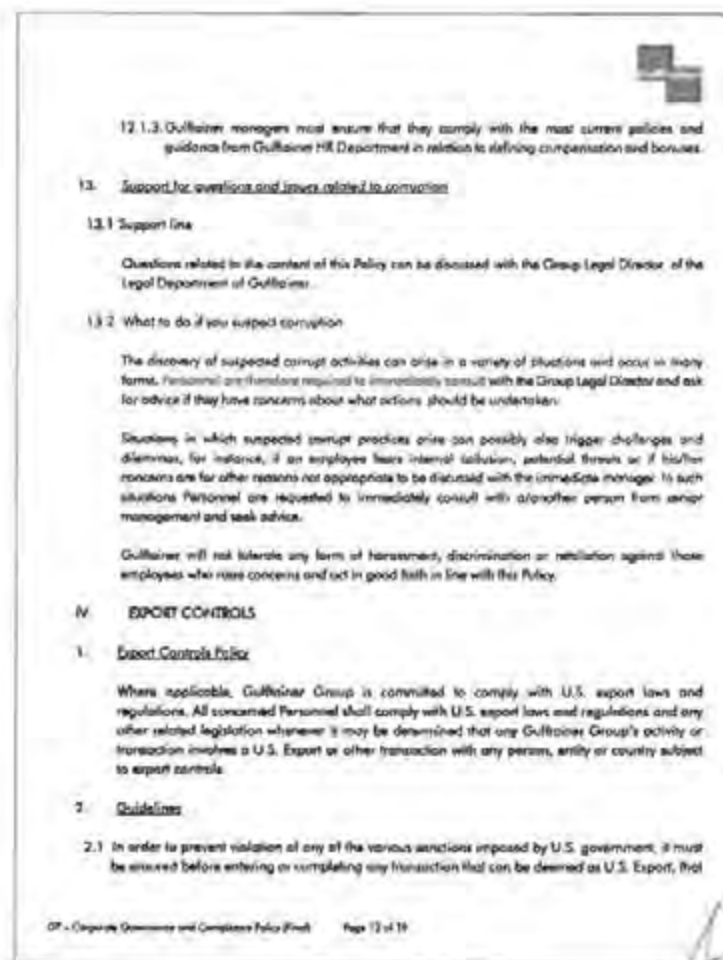 12.1.3. Gulftainer managers must ensure that they comply with the most current policies and
guidance from Gulftainer HR Department in relation to defining compensation and bonuses.
13. Support for questions and issues related to corruption
13.1 Support line
Questions related to the content of this Policy can be discussed with the Group Legal Director of the
Legal Department of Gulftainer.
13.2 What to do if you suspect corruption
The discovery of suspected corrupt activities can arise in a variety of situations and occur in many
forms. Personnel are therefore required to immediately consult with the Group Legal Director and ask
for advice if they have concerns about what actions should be undertaken.
Situations in which suspected corrupt practices arise can possibly also trigger challenges and
dilemmas, for instance, if an employee fears internal collusion, potential threats or if his/her
concerns are for other reasons not appropriate to be discussed with the immediate manager. In such
situations Personnel are requested to immediately consult with a/another person from senior
management and seek advice.
Gulftainer will not tolerate any form of harassment, discrimination or retaliation against those
employees who raise concerns and act in good faith in line with this Policy.
IV. EXPORT CONTROLS
1. Export Controls Policy
Where applicable, Gulftainer Group is committed to comply with U.S. export laws and
regulations. All concerned Personnel shall comply with U.S. export laws and regulations and any
other related legislation whenever it may be determined that any Gulftainer Group's activity or
transaction involves a U.S. Export or other transaction with any person, entity or country subject
to export controls.
2. Guidelines
2.1 In order to prevent violation of any of the various sanctions imposed by U.S. government, it must
be ensured before entering or completing any transaction that can be deemed as U.S. Export, that
GT - Corporate Governance and Compliance Policy (Final) Page 12 of